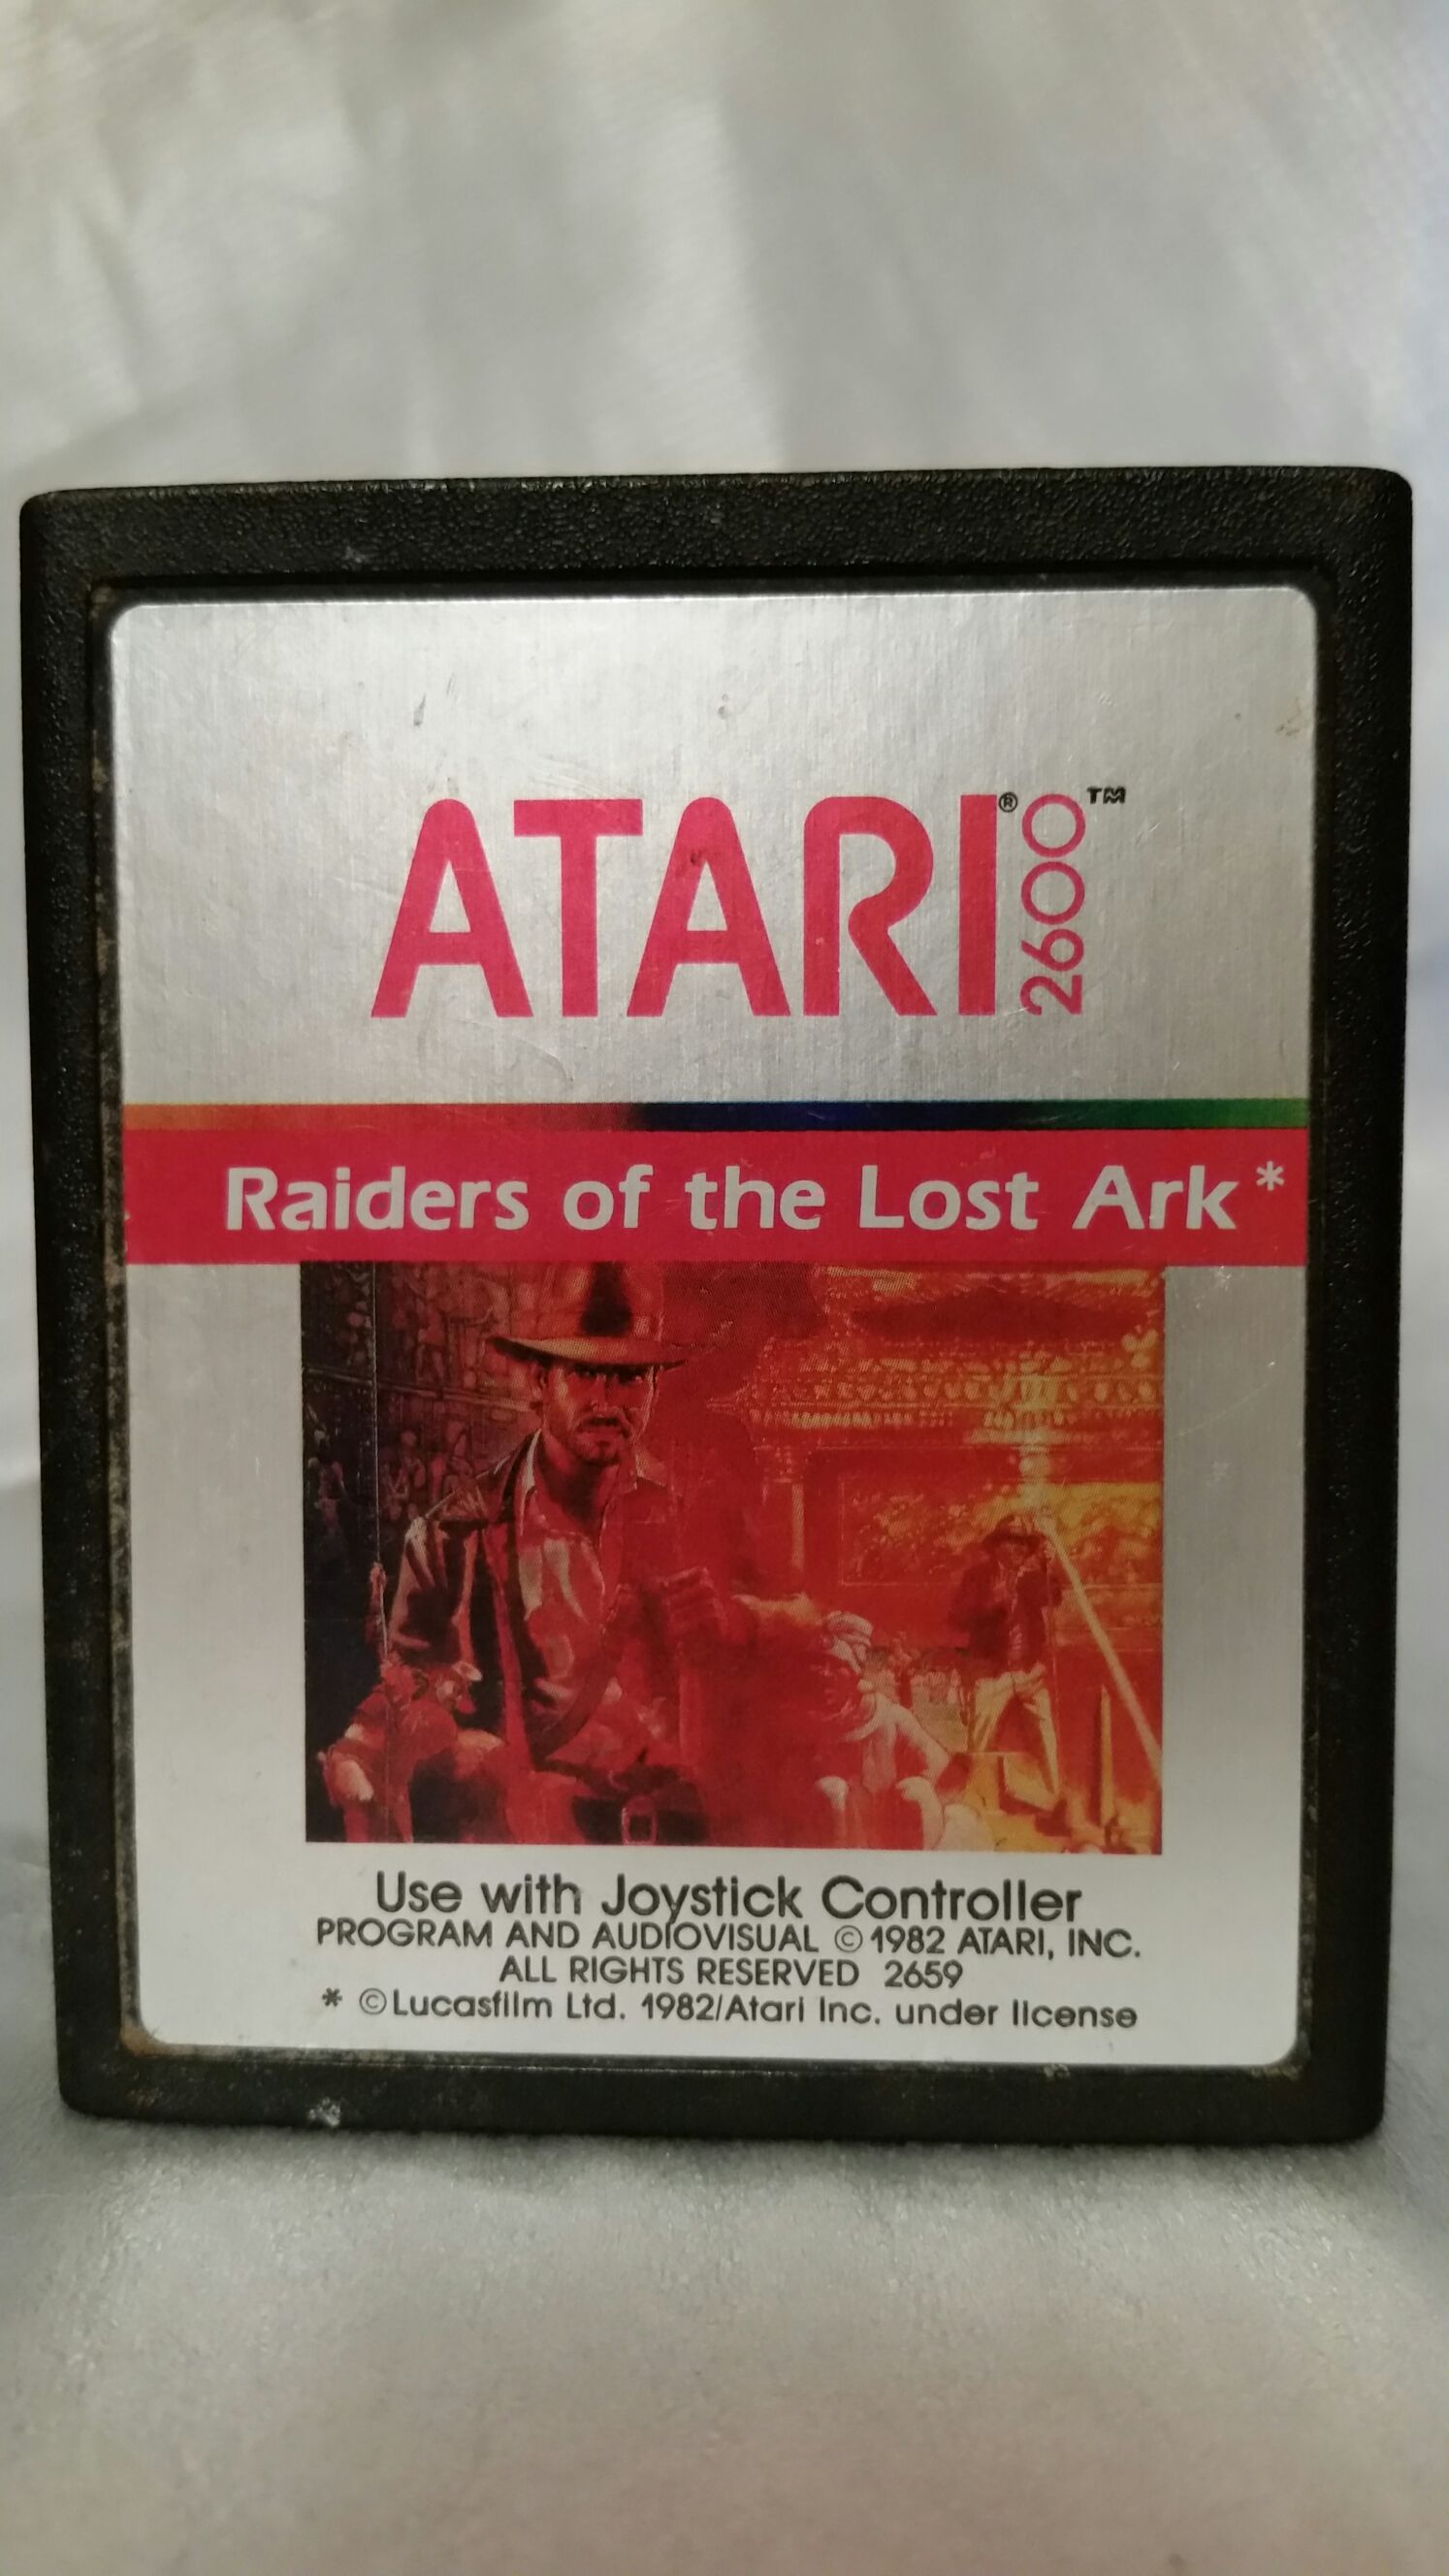 ATARI® 2600™
Raiders of the Lost Ark*
Use with Joystick Controller
PROGRAM AND AUDIOVISUAL ©1982 ATARI, INC.
ALL RIGHTS RESERVED 2659
* ©Lucasfilm Ltd. 1982/Atari Inc. under license